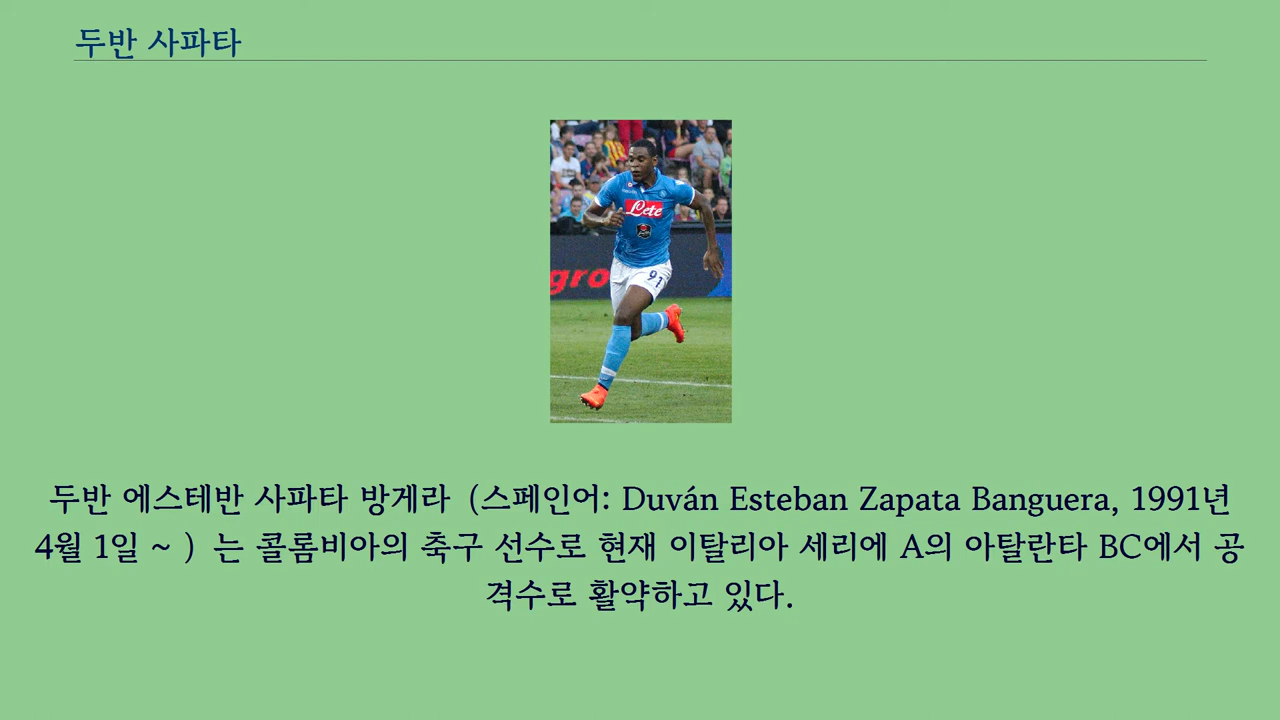 두반 사파타
Lete
91
gro
두반 에스테반 사파타 방게라 (스페인어: Duván Esteban Zapata Banguera, 1991년
4월 1일 ~ ) 는 콜롬비아의 축구 선수로 현재 이탈리아 세리에 A의 아탈란타 BC에서 공
격수로 활약하고 있다.